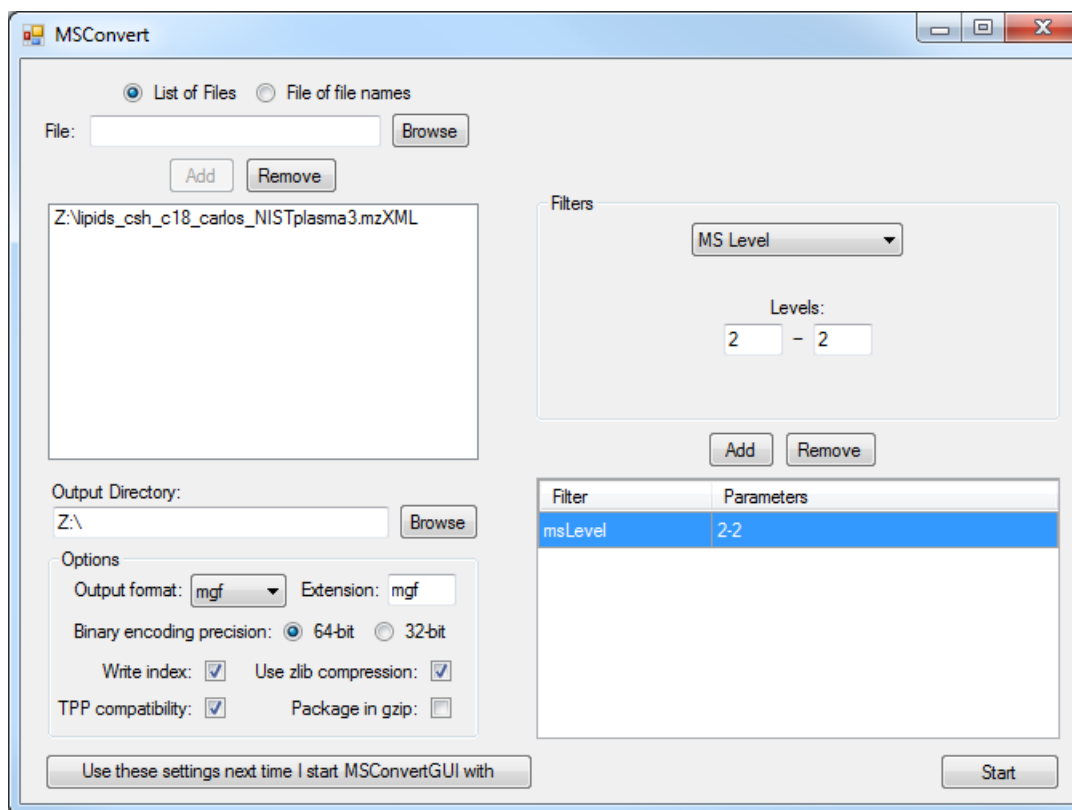 MSConvert
List of Files File of file names
File: Browse
Add Remove
Z:\lipids_csh_c18_carlos_NISTplasma3.mzXML
Filters
MS Level
Levels:
2 – 2
Add Remove
Filter Parameters
msLevel 2-2
Output Directory:
Z:\ Browse
Options
Output format: mgf Extension: mgf
Binary encoding precision: 64-bit 32-bit
Write index: Use zlib compression:
TPP compatibility: Package in gzip:
Use these settings next time I start MSConvertGUI with
Start